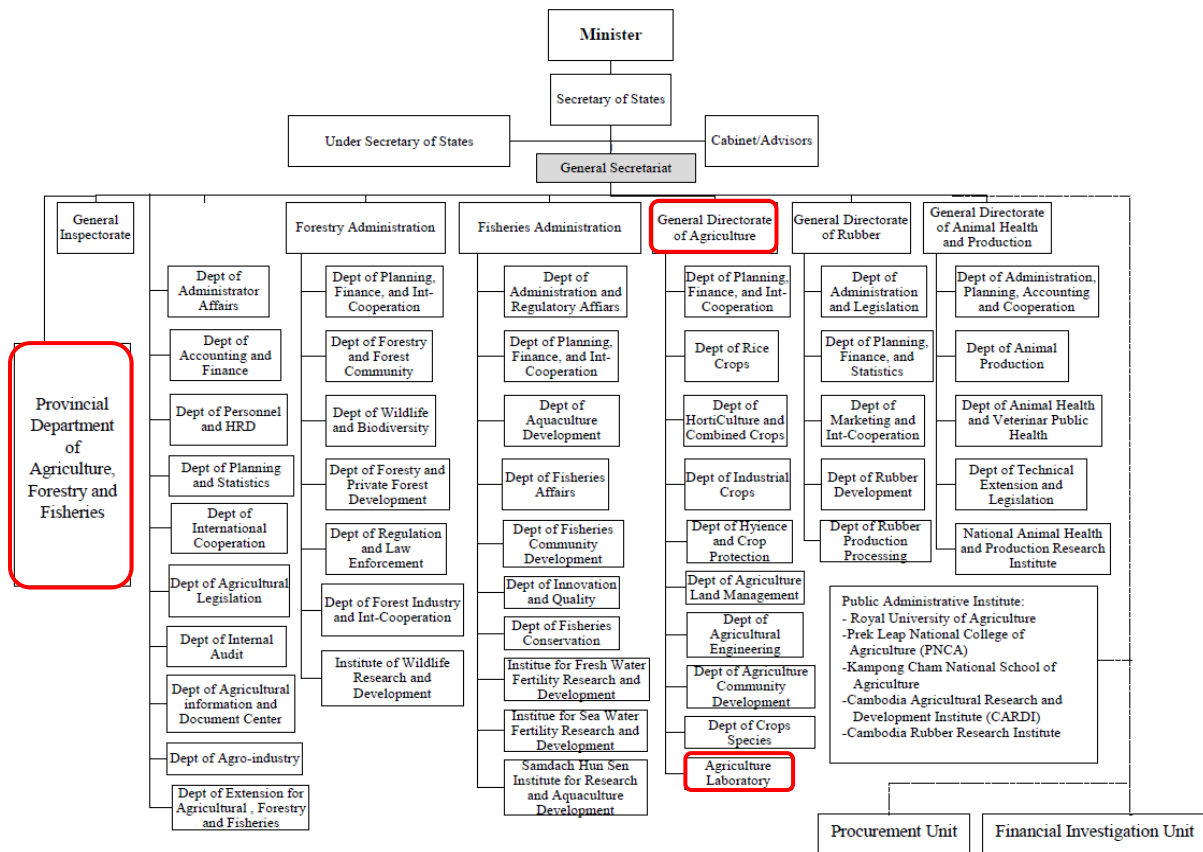 Minister
Secretary of States
Under Secretary of States
Cabinet/Advisors
General Secretariat
General
Inspectorate
Forestry Administration
Fisheries Administration
General Directorate
of Agriculture
General Directorate
of Rubber
General Directorate
of Animal Health
and Production
Provincial
Department
of
Agriculture,
Forestry and
Fisheries
Dept of
Administrator
Affairs
Dept of
Accounting and
Finance
Dept of Personnel
and HRD
Dept of Planning
and Statistics
Dept of
International
Cooperation
Dept of Agricultural
Legislation
Dept of Internal
Audit
Dept of Agricultural
information and
Document Center
Dept of Agro-industry
Dept of Extension for
Agricultural , Forestry
and Fisheries
Dept of Planning,
Finance, and Int-
Cooperation
Dept of Forestry
and Forest
Community
Dept of Wildlife
and Biodiversity
Dept of Foresty and
Private Forest
Development
Dept of Regulation
and Law
Enforcement
Dept of Forest Industry
and Int-Cooperation
Institute of Wildlife
Research and
Development
Dept of
Administration and
Regulatory Affiars
Dept of Planning,
Finance, and Int-
Cooperation
Dept of
Aquaculture
Development
Dept of Fisheries
Affairs
Dept of Fisheries
Community
Development
Dept of Innovation
and Quality
Dept of Fisheries
Conservation
Institue for Fresh Water
Fertility Research and
Development
Institue for Sea Water
Fertility Research and
Development
Samdach Hun Sen
Institute for Research
and Aquaculture
Development
Dept of Planning,
Finance, and Int-
Cooperation
Dept of Rice
Crops
Dept of
HortiCulture and
Combined Crops
Dept of Industrial
Crops
Dept of Hyience
and Crop
Protection
Dept of Agriculture
Land Management
Dept of
Agricultural
Engineering
Dept of Agriculture
Community
Development
Dept of Crops
Species
Agriculture
Laboratory
Dept of
Administration
and Legislation
Dept of Planning,
Finance, and
Statistics
Dept of
Marketing and
Int-Cooperation
Dept of Rubber
Development
Dept of Rubber
Production
Processing
Dept of Administration,
Planning, Accounting
and Cooperation
Dept of Animal
Production
Dept of Animal Health
and Veterinar Public
Health
Dept of Technical
Extension and
Legislation
National Animal Health
and Production Research
Institute
Public Administrative Institute:
- Royal University of Agriculture
-Prek Leap National College of
Agriculture (PNCA)
-Kampong Cham National School of
Agriculture
-Cambodia Agricultural Research and
Development Institute (CARDI)
-Cambodia Rubber Research Institute
Procurement Unit
Financial Investigation Unit